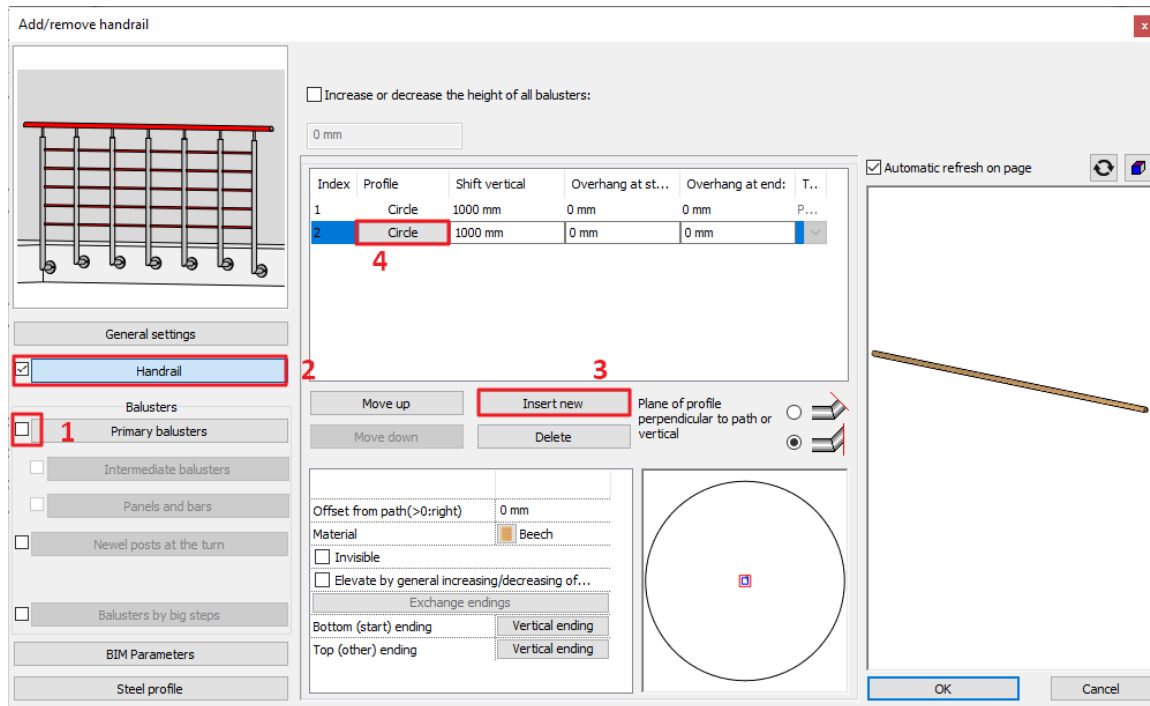 Add/remove handrail
x
Increase or decrease the height of all balusters:
0 mm
Automatic refresh on page
Index Profile Shift vertical Overhang at st... Overhang at end: T...
1 Circle 1000 mm 0 mm 0 mm P...
2 Circle 1000 mm 0 mm 0 mm
4
General settings
Handrail
2
3
Balusters
Primary balusters
1
Intermediate balusters
Panels and bars
Newel posts at the turn
Balusters by big steps
BIM Parameters
Steel profile
Move up
Insert new
Move down
Delete
Plane of profile
perpendicular to path or
vertical
Offset from path(>0:right) 0 mm
Material Beech
Invisible
Elevate by general increasing/decreasing of...
Exchange endings
Bottom (start) ending Vertical ending
Top (other) ending Vertical ending
OK
Cancel